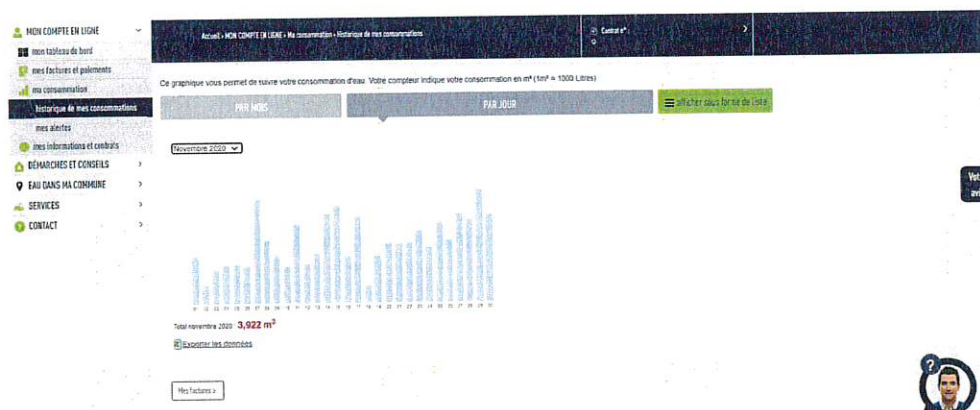 MON COMPTE EN LIGNE
mon tableau de bord
mes factures et paiements
ma consommation
historique de mes consommations
mes alertes
mes informations et contrats
DÉMARCHES ET CONSEILS
EAU DANS MA COMMUNE
SERVICES
CONTACT
Accueil > MON COMPTE EN LIGNE > Ma consommation > Historique de mes consommations
Contrat n° :
Ce graphique vous permet de suivre votre consommation d'eau. Votre compteur indique votre consommation en m³ (1m³ = 1000 Litres)
PAR MOIS
PAR JOUR
afficher sous forme de liste
Novembre 2020
Total novembre 2020 : 3,922 m³
Exporter les données
Mes factures >
Vot
avi
?